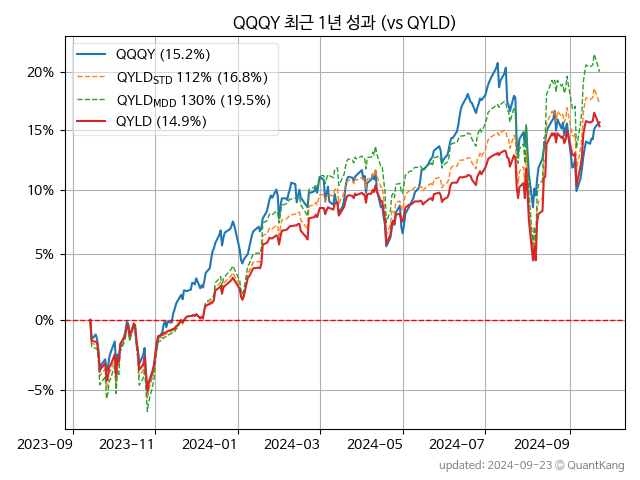 QQQY 최근 1년 성과 (vs QYLD)
QQQY (15.2%)
QYLD_STD 112% (16.8%)
QYLD_MDD 130% (19.5%)
QYLD (14.9%)
20%
15%
10%
5%
0%
−5%
2023-09
2023-11
2024-01
2024-03
2024-05
2024-07
2024-09
updated: 2024-09-23 © QuantKang